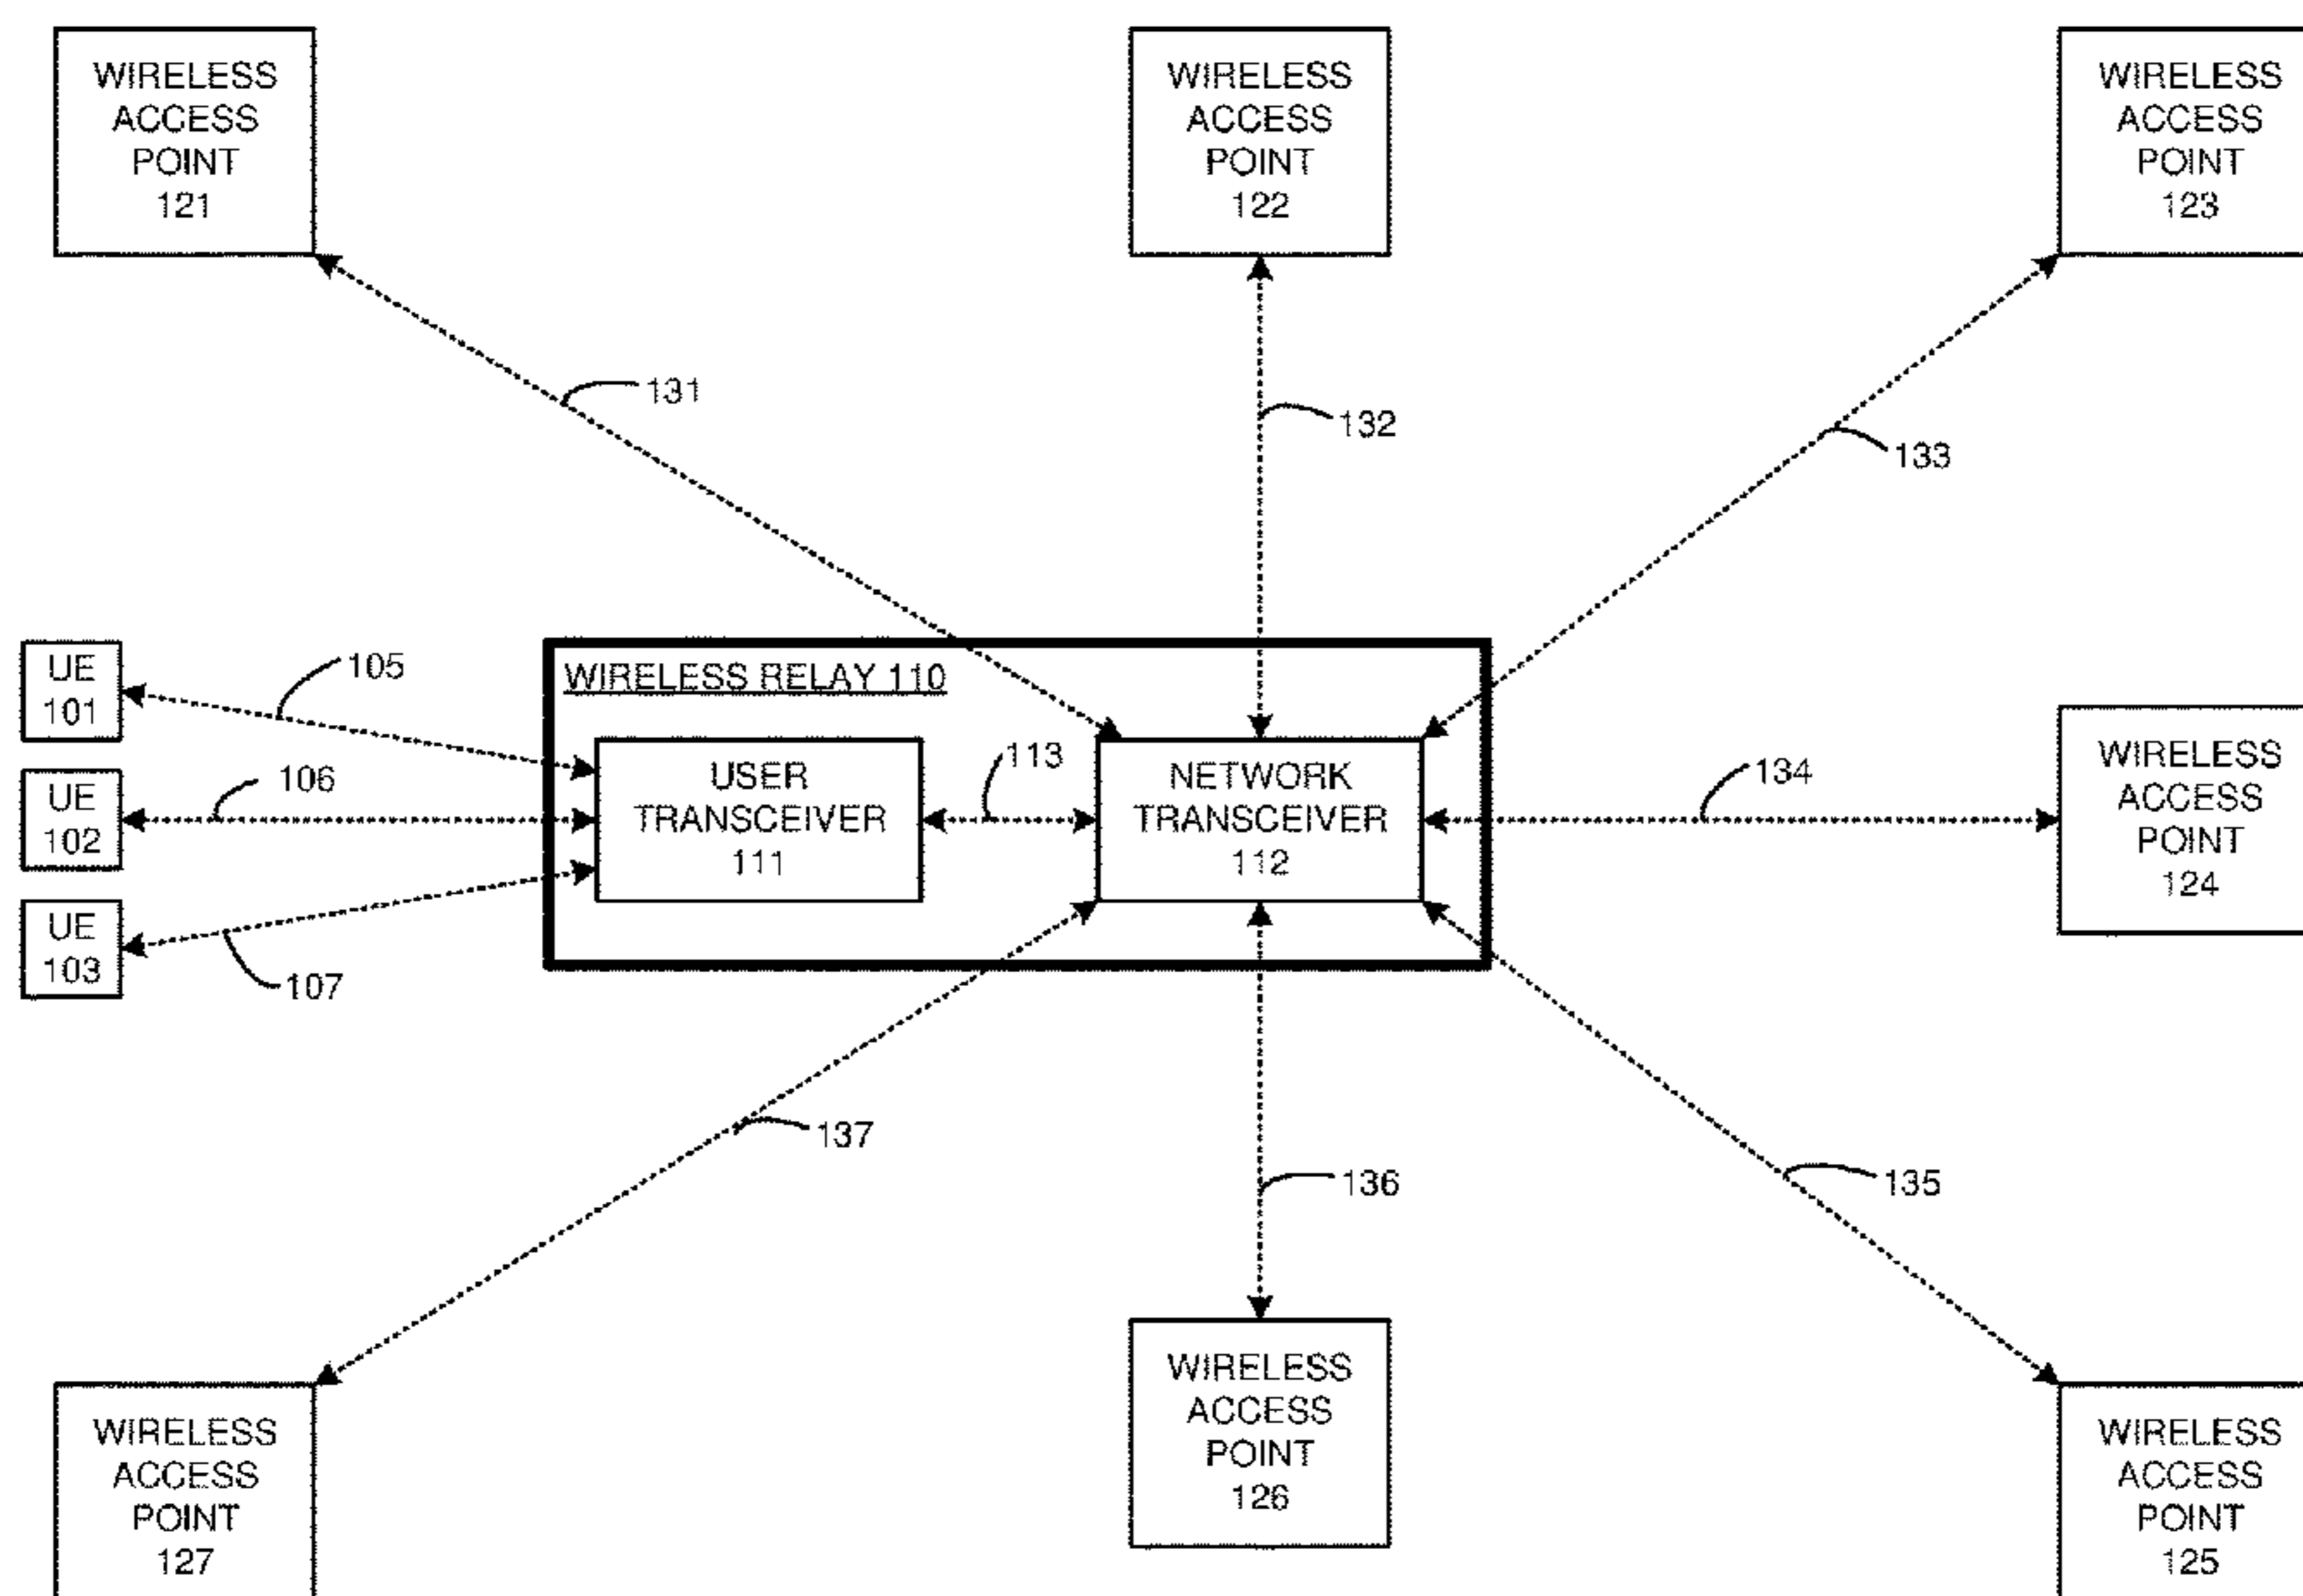 WIRELESS
ACCESS
POINT
121
WIRELESS
ACCESS
POINT
122
WIRELESS
ACCESS
POINT
123
131
132
133
UE
101
105
WIRELESS RELAY 110
UE
102
106
USER
TRANSCEIVER
111
113
NETWORK
TRANSCEIVER
112
134
WIRELESS
ACCESS
POINT
124
UE
103
107
137
136
135
WIRELESS
ACCESS
POINT
127
WIRELESS
ACCESS
POINT
126
WIRELESS
ACCESS
POINT
125